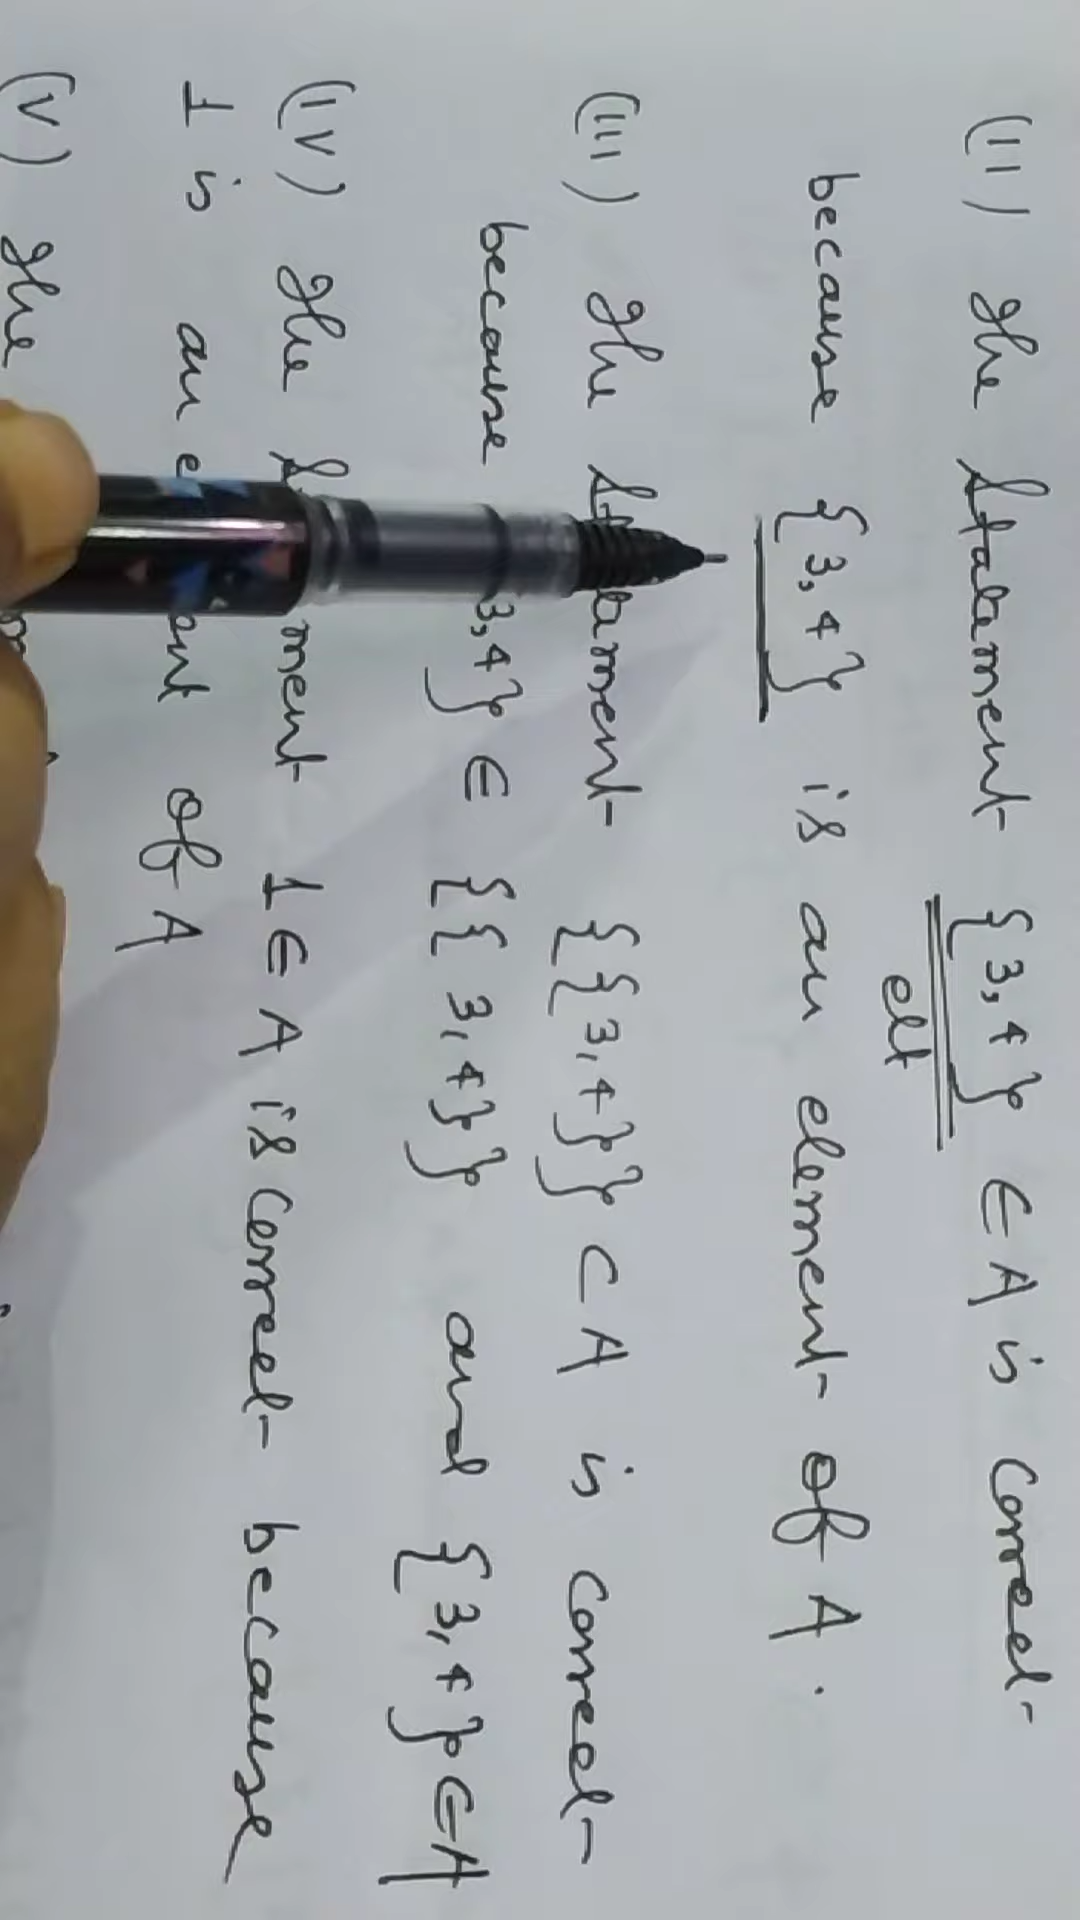 (II) The Statement {3,4} ∈ A is Correct
elt
because {3,4} is an element of A.
(III) The Statement {{3,4}} ⊂ A is Correct
because 3,4} ∈ {{3,4}} and {3,4} ∈ A
(IV) The ment 1 ∈ A is Correct because
1 is an of A
(V) The